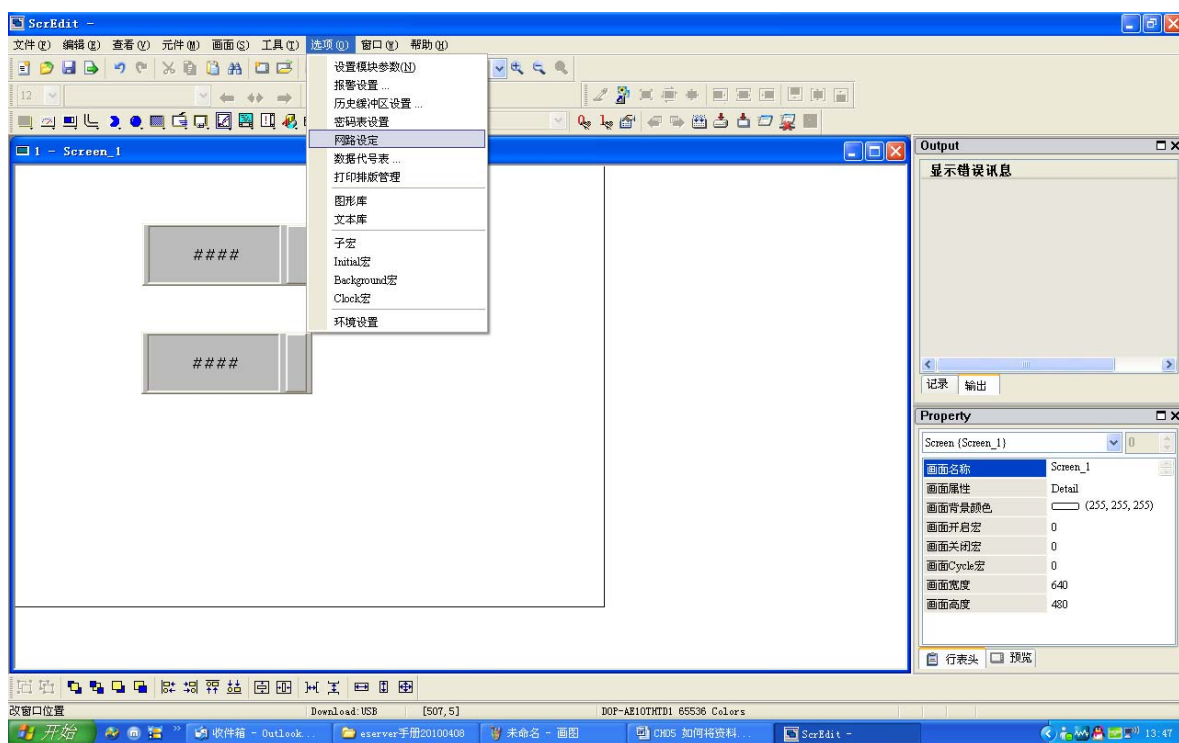 ScrEdit -
文件(F) 编辑(E) 查看(V) 元件(M) 画面(S) 工具(T) 选项(O) 窗口(W) 帮助(H)
设置模块参数(N)
报警设置 ...
12
历史缓冲区设置 ...
密码表设置
网路设定
数据代号表 ...
打印排版管理
图形库
文本库
子宏
Initial宏
Background宏
Clock宏
环境设置
1 - Screen_1
####
####
Output
显示错误讯息
记录 输出
Property
Screen {Screen_1} 0
画面名称 Screen_1
画面属性 Detail
画面背景颜色 (255, 255, 255)
画面开启宏 0
画面关闭宏 0
画面Cycle宏 0
画面宽度 640
画面高度 480
行表头 预览
改窗口位置 Download:USB [507,5] DOP-AE10THTD1 65536 Colors
开始 收件箱 - Outlook... eserver手册20100408 未命名 - 画图 CH05 如何将资料... ScrEdit - 13:47